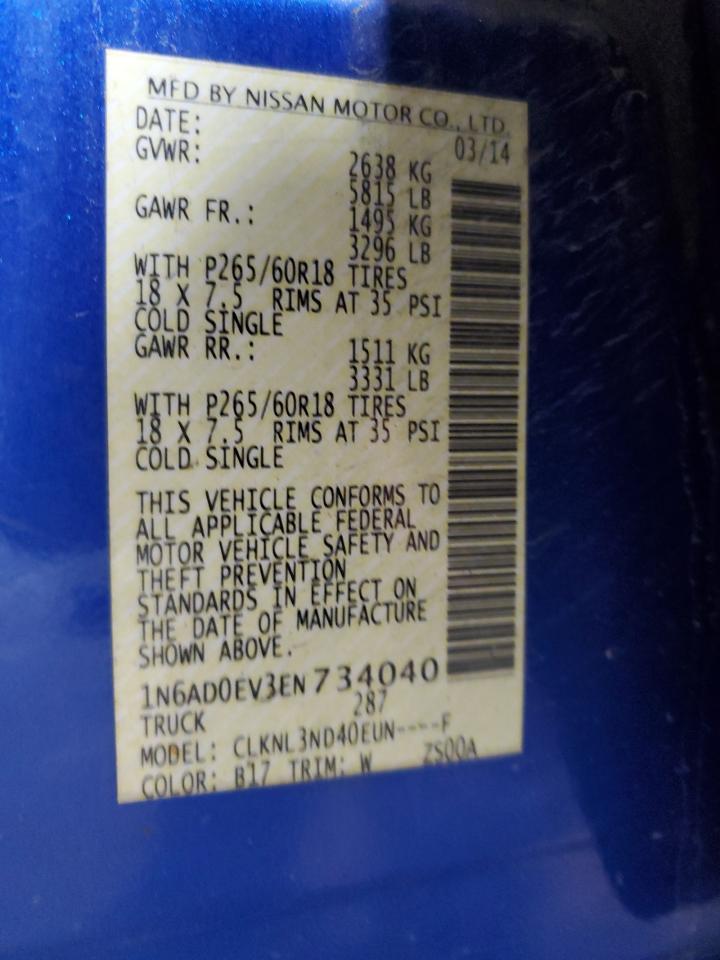 MFD BY NISSAN MOTOR CO., LTD.
DATE: 03/14
GVWR: 2638 KG
5815 LB
GAWR FR.: 1495 KG
3296 LB
WITH P265/60R18 TIRES
18 X 7.5 RIMS AT 35 PSI
COLD SINGLE
GAWR RR.: 1511 KG
3331 LB
WITH P265/60R18 TIRES
18 X 7.5 RIMS AT 35 PSI
COLD SINGLE
THIS VEHICLE CONFORMS TO
ALL APPLICABLE FEDERAL
MOTOR VEHICLE SAFETY AND
THEFT PREVENTION
STANDARDS IN EFFECT ON
THE DATE OF MANUFACTURE
SHOWN ABOVE.
1N6AD0EV3EN734040
TRUCK 287
MODEL: CLKNL3ND40EUN----F
COLOR: B17 TRIM: W ZS00A